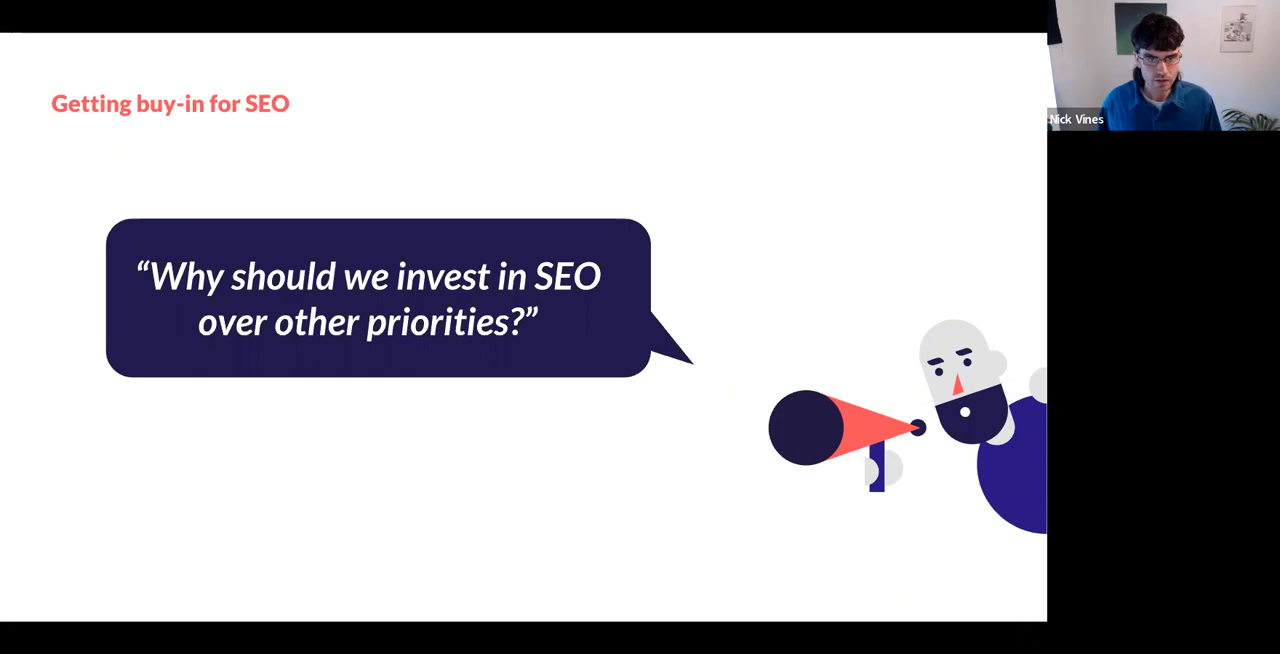 Getting buy-in for SEO
“Why should we invest in SEO
over other priorities?”
Nick Vines